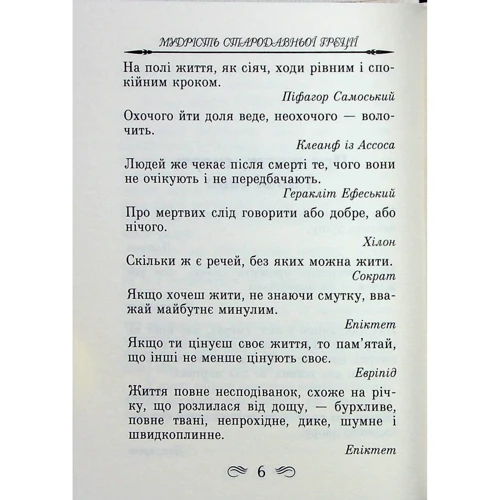 МУДРІСТЬ СТАРОДАВНЬОЇ ГРЕЦІЇ
На полі життя, як сіяч, ходи рівним і спо-
кійним кроком.
Піфагор Самоський
Охочого йти доля веде, неохочого — воло-
чить.
Клеанф із Ассоса
Людей же чекає після смерті те, чого вони
не очікують і не передбачають.
Геракліт Ефеський
Про мертвих слід говорити або добре, або
нічого.
Хілон
Скільки ж є речей, без яких можна жити.
Сократ
Якщо хочеш жити, не знаючи смутку, вва-
жай майбутнє минулим.
Епіктет
Якщо ти цінуєш своє життя, то пам'ятай,
що інші не менше цінують своє.
Евріпід
Життя повне несподіванок, схоже на річ-
ку, що розлилася від дощу, — бурхливе,
повне твані, непрохідне, дике, шумне і
швидкоплинне.
Епіктет
6